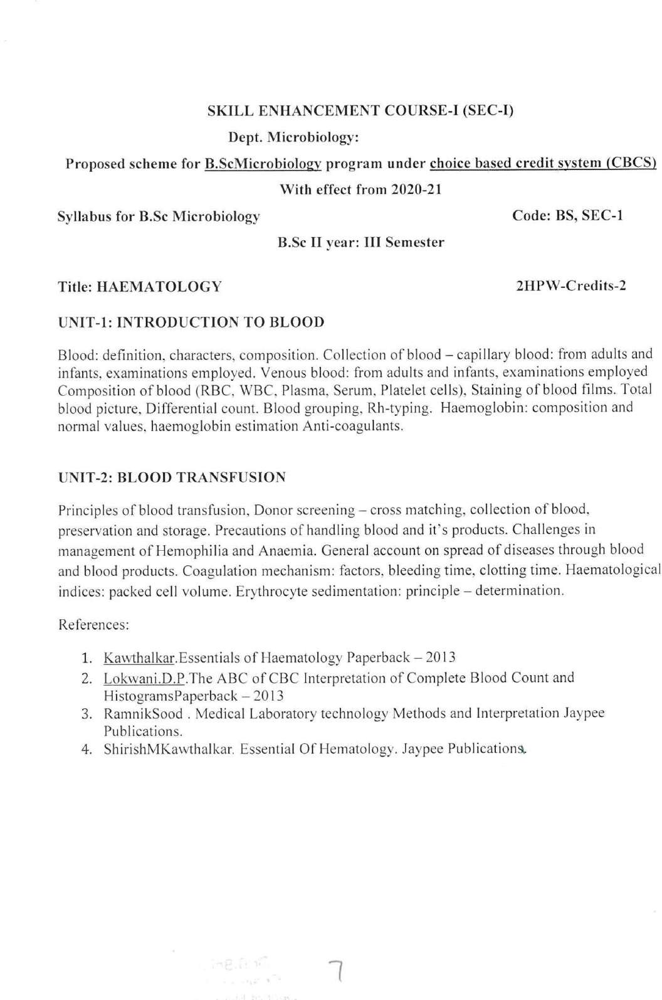 SKILL ENHANCEMENT COURSE-I (SEC-I)
Dept. Microbiology:
Proposed scheme for B.ScMicrobiology program under choice based credit system (CBCS)
With effect from 2020-21
Syllabus for B.Sc Microbiology Code: BS, SEC-1
B.Sc II year: III Semester
Title: HAEMATOLOGY 2HPW-Credits-2
UNIT-1: INTRODUCTION TO BLOOD
Blood: definition, characters, composition. Collection of blood – capillary blood: from adults and
infants, examinations employed. Venous blood: from adults and infants, examinations employed
Composition of blood (RBC, WBC, Plasma, Serum, Platelet cells), Staining of blood films. Total
blood picture, Differential count. Blood grouping, Rh-typing. Haemoglobin: composition and
normal values, haemoglobin estimation Anti-coagulants.
UNIT-2: BLOOD TRANSFUSION
Principles of blood transfusion, Donor screening – cross matching, collection of blood,
preservation and storage. Precautions of handling blood and it's products. Challenges in
management of Hemophilia and Anaemia. General account on spread of diseases through blood
and blood products. Coagulation mechanism: factors, bleeding time, clotting time. Haematological
indices: packed cell volume. Erythrocyte sedimentation: principle – determination.
References:
1. Kawthalkar.Essentials of Haematology Paperback – 2013
2. Lokwani.D.P.The ABC of CBC Interpretation of Complete Blood Count and
HistogramsPaperback – 2013
3. RamnikSood . Medical Laboratory technology Methods and Interpretation Jaypee
Publications.
4. ShirishMKawthalkar. Essential Of Hematology. Jaypee Publications.
7